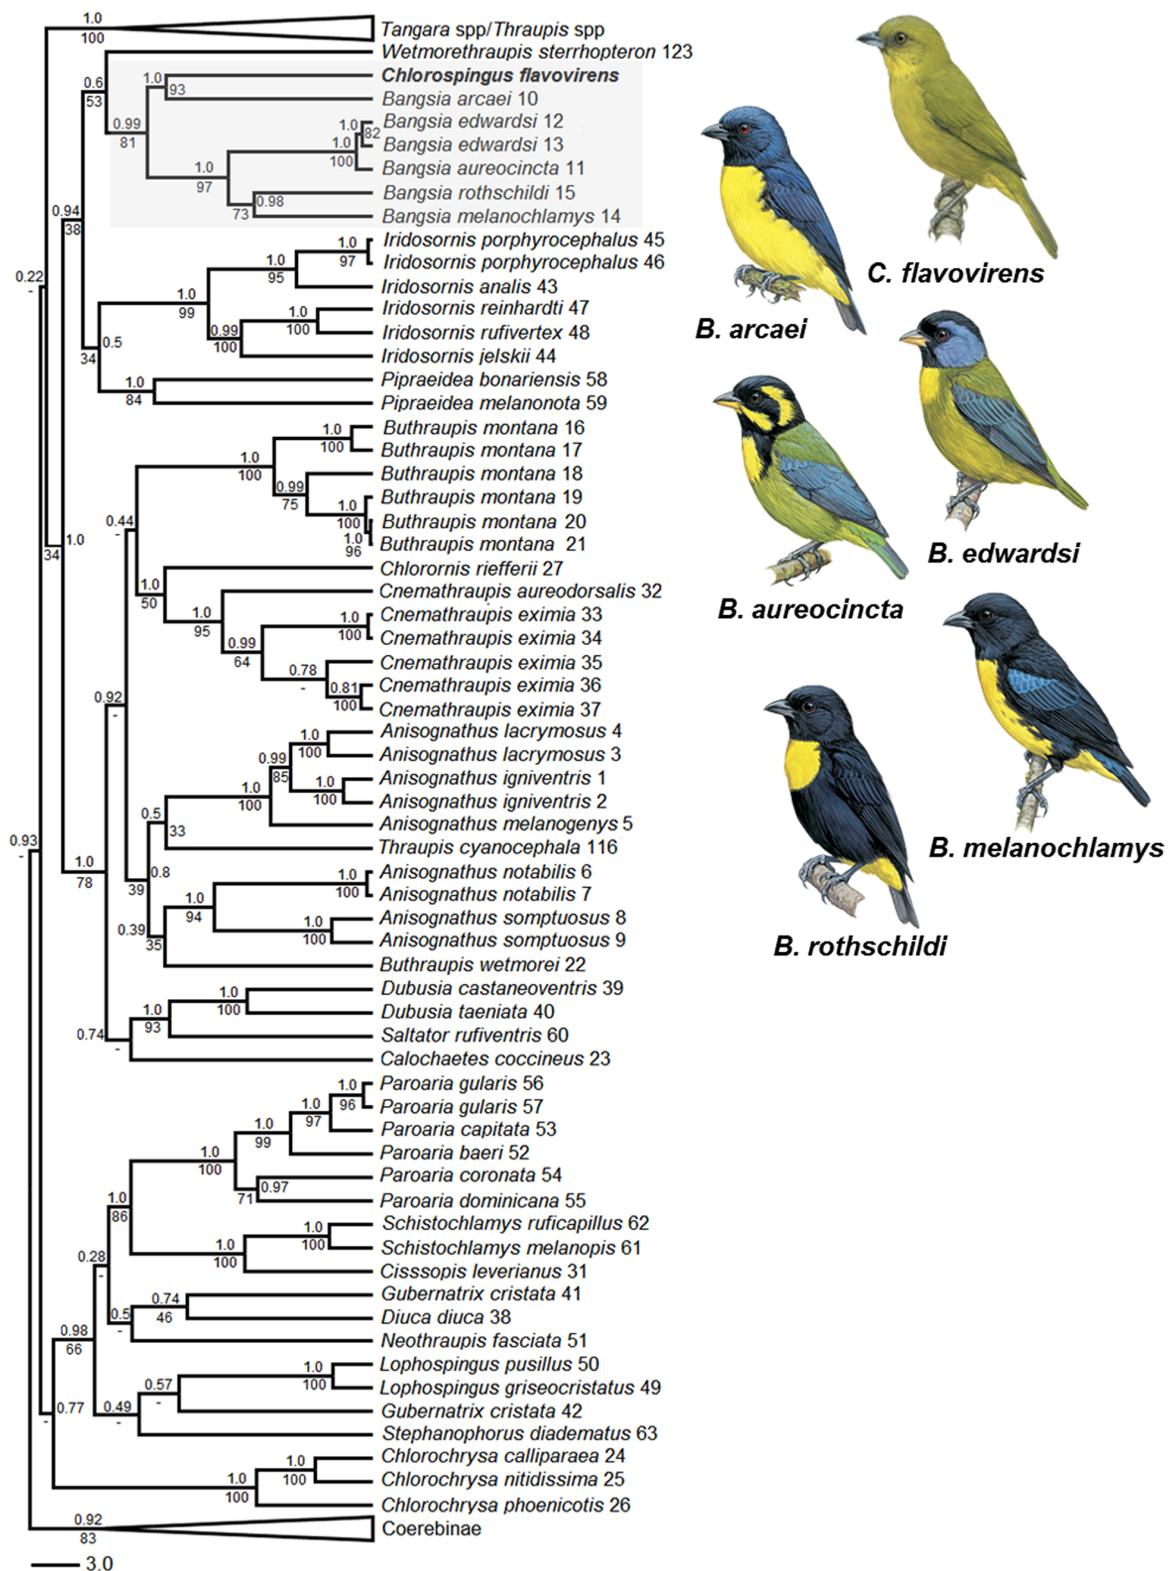 1.0
100
Tangara spp/Thraupis spp
Wetmorethraupis sterrhopteron 123
0.6
53
1.0
93
Chlorospingus flavovirens
Bangsia arcaei 10
0.99
81
1.0
82
Bangsia edwardsi 12
Bangsia edwardsi 13
1.0
100
Bangsia aureocincta 11
1.0
97
Bangsia rothschildi 15
0.98
73
Bangsia melanochlamys 14
0.94
38
1.0
97
Iridosornis porphyrocephalus 45
Iridosornis porphyrocephalus 46
1.0
95
Iridosornis analis 43
0.22
-
1.0
99
Iridosornis reinhardti 47
1.0
100
Iridosornis rufivertex 48
0.99
100
Iridosornis jelskii 44
0.5
34
1.0
84
Pipraeidea bonariensis 58
Pipraeidea melanonota 59
1.0
100
Buthraupis montana 16
Buthraupis montana 17
1.0
100
Buthraupis montana 18
0.99
75
Buthraupis montana 19
1.0
100
Buthraupis montana 20
1.0
96
Buthraupis montana 21
0.44
-
34
1.0
Chlorornis riefferii 27
1.0
50
Cnemathraupis aureodorsalis 32
1.0
95
1.0
100
Cnemathraupis eximia 33
Cnemathraupis eximia 34
0.99
64
Cnemathraupis eximia 35
0.78
-
0.81
100
Cnemathraupis eximia 36
Cnemathraupis eximia 37
0.92
-
1.0
100
Anisognathus lacrymosus 4
Anisognathus lacrymosus 3
0.99
85
1.0
100
Anisognathus igniventris 1
Anisognathus igniventris 2
1.0
100
Anisognathus melanogenys 5
0.5
33
Thraupis cyanocephala 116
0.93
-
1.0
78
0.8
39
1.0
100
Anisognathus notabilis 6
Anisognathus notabilis 7
1.0
94
1.0
100
Anisognathus somptuosus 8
Anisognathus somptuosus 9
0.39
35
Buthraupis wetmorei 22
1.0
100
Dubusia castaneoventris 39
Dubusia taeniata 40
1.0
93
Saltator rufiventris 60
0.74
-
Calochaetes coccineus 23
1.0
96
Paroaria gularis 56
Paroaria gularis 57
1.0
97
Paroaria capitata 53
1.0
99
Paroaria baeri 52
1.0
100
Paroaria coronata 54
0.97
71
Paroaria dominicana 55
1.0
86
1.0
100
Schistochlamys ruficapillus 62
Schistochlamys melanopis 61
1.0
100
Cisssopis leverianus 31
0.28
-
0.74
46
Gubernatrix cristata 41
Diuca diuca 38
0.5
-
Neothraupis fasciata 51
0.98
66
1.0
100
Lophospingus pusillus 50
Lophospingus griseocristatus 49
0.57
-
Gubernatrix cristata 42
0.49
-
Stephanophorus diadematus 63
0.77
-
1.0
100
Chlorochrysa calliparaea 24
Chlorochrysa nitidissima 25
1.0
100
Chlorochrysa phoenicotis 26
0.92
83
Coerebinae
3.0
C. flavovirens
B. arcaei
B. edwardsi
B. aureocincta
B. melanochlamys
B. rothschildi